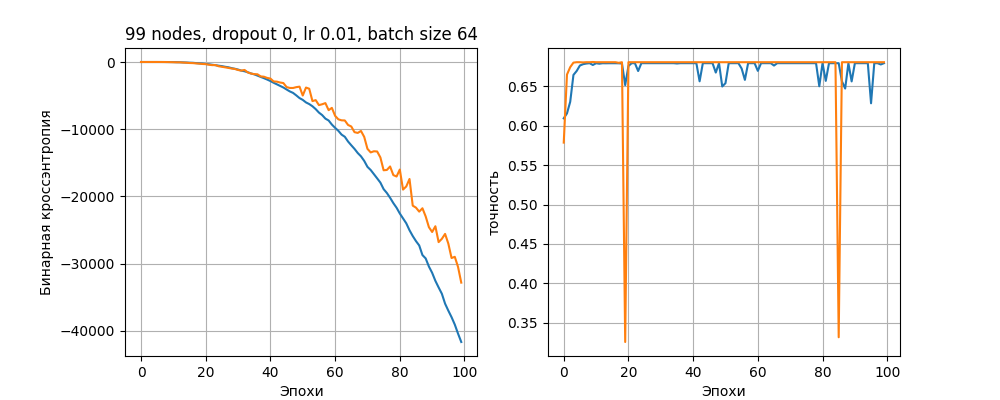 99 nodes, dropout 0, lr 0.01, batch size 64
Бинарная кроссэнтропия
0
−10000
−20000
−30000
−40000
0 20 40 60 80 100
Эпохи
точность
0.65
0.60
0.55
0.50
0.45
0.40
0.35
0 20 40 60 80 100
Эпохи